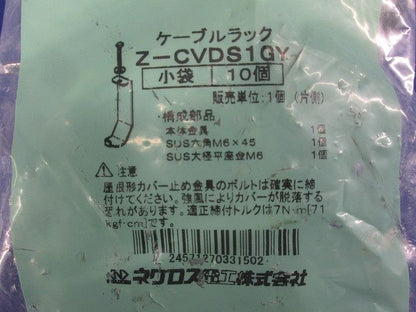 ケーブルラック
Z-CVDS1GY
小袋 10個
販売単位:1個(片側)
・構成部品
本体金具 1個
SUS六角M6×45 1個
SUS大径平座金M6 1個
⚠注意
屋根形カバー止め金具のボルトは確実に締
付けてください。強風によりカバーが脱落する
恐れがあります。適正締付トルクは7N・m[71
kgf・cm]です。
24571270331502
ネグロス電工株式会社